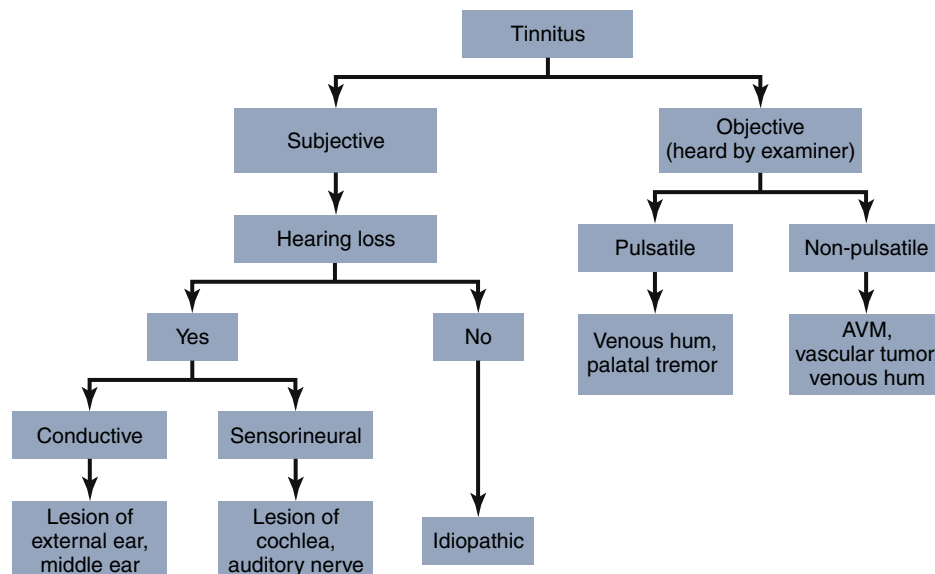 Tinnitus
Subjective
Objective
(heard by examiner)
Hearing loss
Pulsatile
Non-pulsatile
Yes
No
Venous hum,
palatal tremor
AVM,
vascular tumor
venous hum
Conductive
Sensorineural
Lesion of
external ear,
middle ear
Lesion of
cochlea,
auditory nerve
Idiopathic